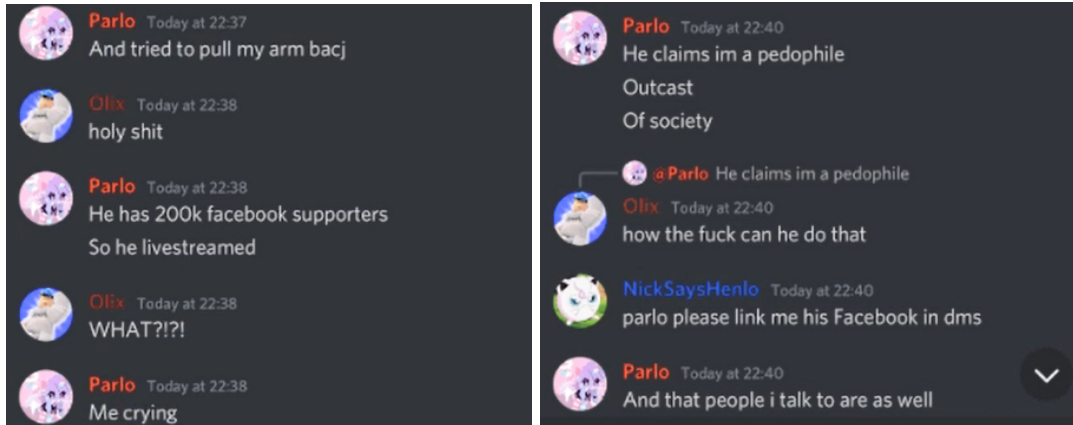 Parlo Today at 22:37
And tried to pull my arm bacj
Olix Today at 22:38
holy shit
Parlo Today at 22:38
He has 200k facebook supporters
So he livestreamed
Olix Today at 22:38
WHAT?!?!
Parlo Today at 22:38
Me crying
Parlo Today at 22:40
He claims im a pedophile
Outcast
Of society
@Parlo He claims im a pedophile
Olix Today at 22:40
how the fuck can he do that
NickSaysHenlo Today at 22:40
parlo please link me his Facebook in dms
Parlo Today at 22:40
And that people i talk to are as well